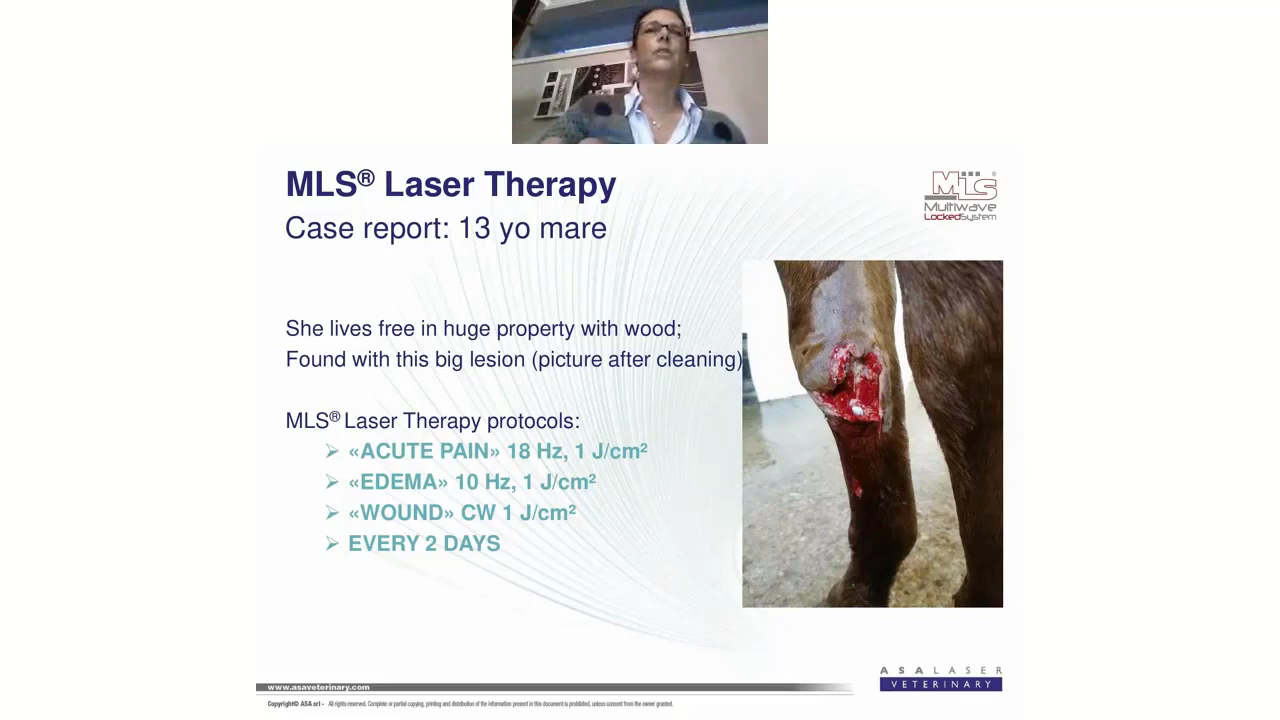 MLS® Laser Therapy
Case report: 13 yo mare
MLS®
Multiwave
LockedSystem
She lives free in huge property with wood;
Found with this big lesion (picture after cleaning)
MLS® Laser Therapy protocols:
«ACUTE PAIN» 18 Hz, 1 J/cm²
«EDEMA» 10 Hz, 1 J/cm²
«WOUND» CW 1 J/cm²
EVERY 2 DAYS
ASALASER
VETERINARY
www.asaveterinary.com
Copyright© ASA srl - All rights reserved. Complete or partial copying, printing and distribution of the information present in this document is prohibited, unless consent from the owner granted.